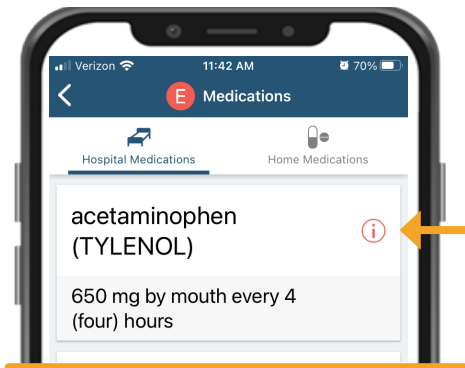 Verizon 11:42 AM 70%
E Medications
Hospital Medications Home Medications
acetaminophen
(TYLENOL)
i
650 mg by mouth every 4
(four) hours